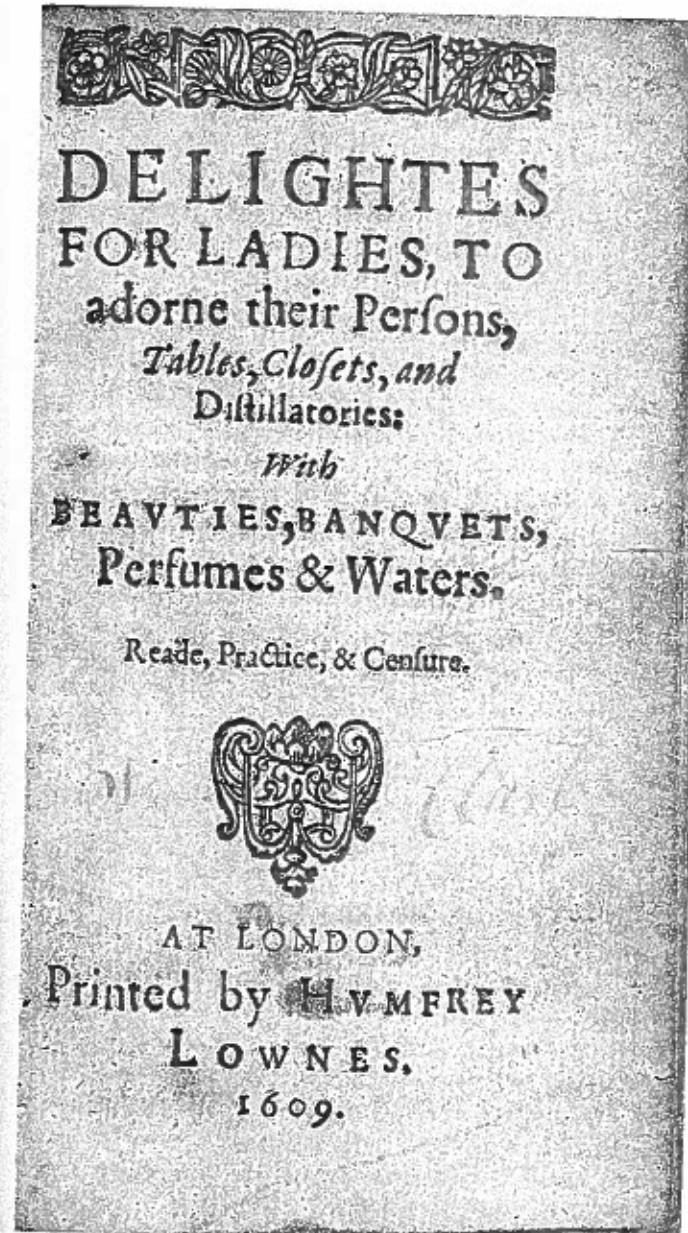 DELIGHTES
FOR LADIES, TO
adorne their Perſons,
Tables, Cloſets, and
Diſtillatories:
With
BEAVTIES, BANQVETS,
Perfumes & Waters.
Reade, Practice, & Cenſure.
AT LONDON,
Printed by HVMFREY
LOWNES.
1609.